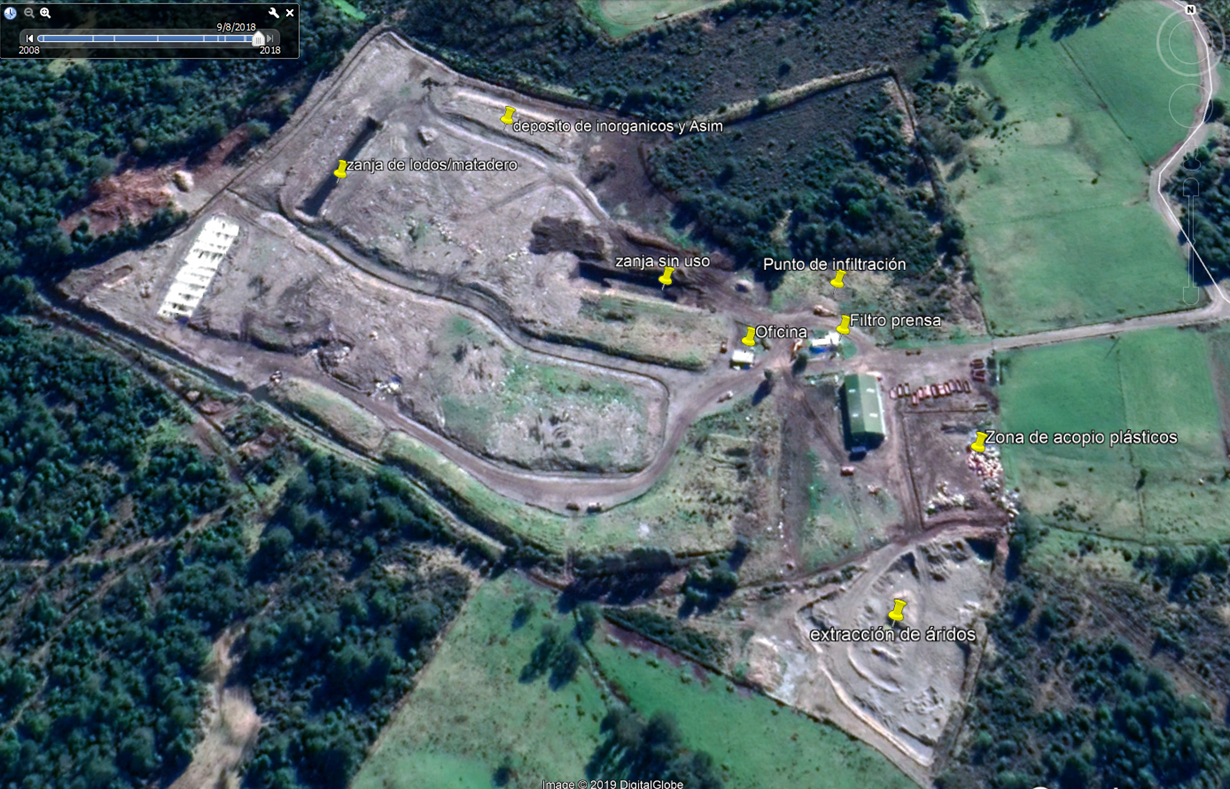 9/8/2018
2008
2018
N
deposito de inorganicos y Asim
zanja de lodos/matadero
zanja sin uso
Punto de infiltración
Filtro prensa
Oficina
Zona de acopio plásticos
extracción de áridos
Image © 2019 DigitalGlobe